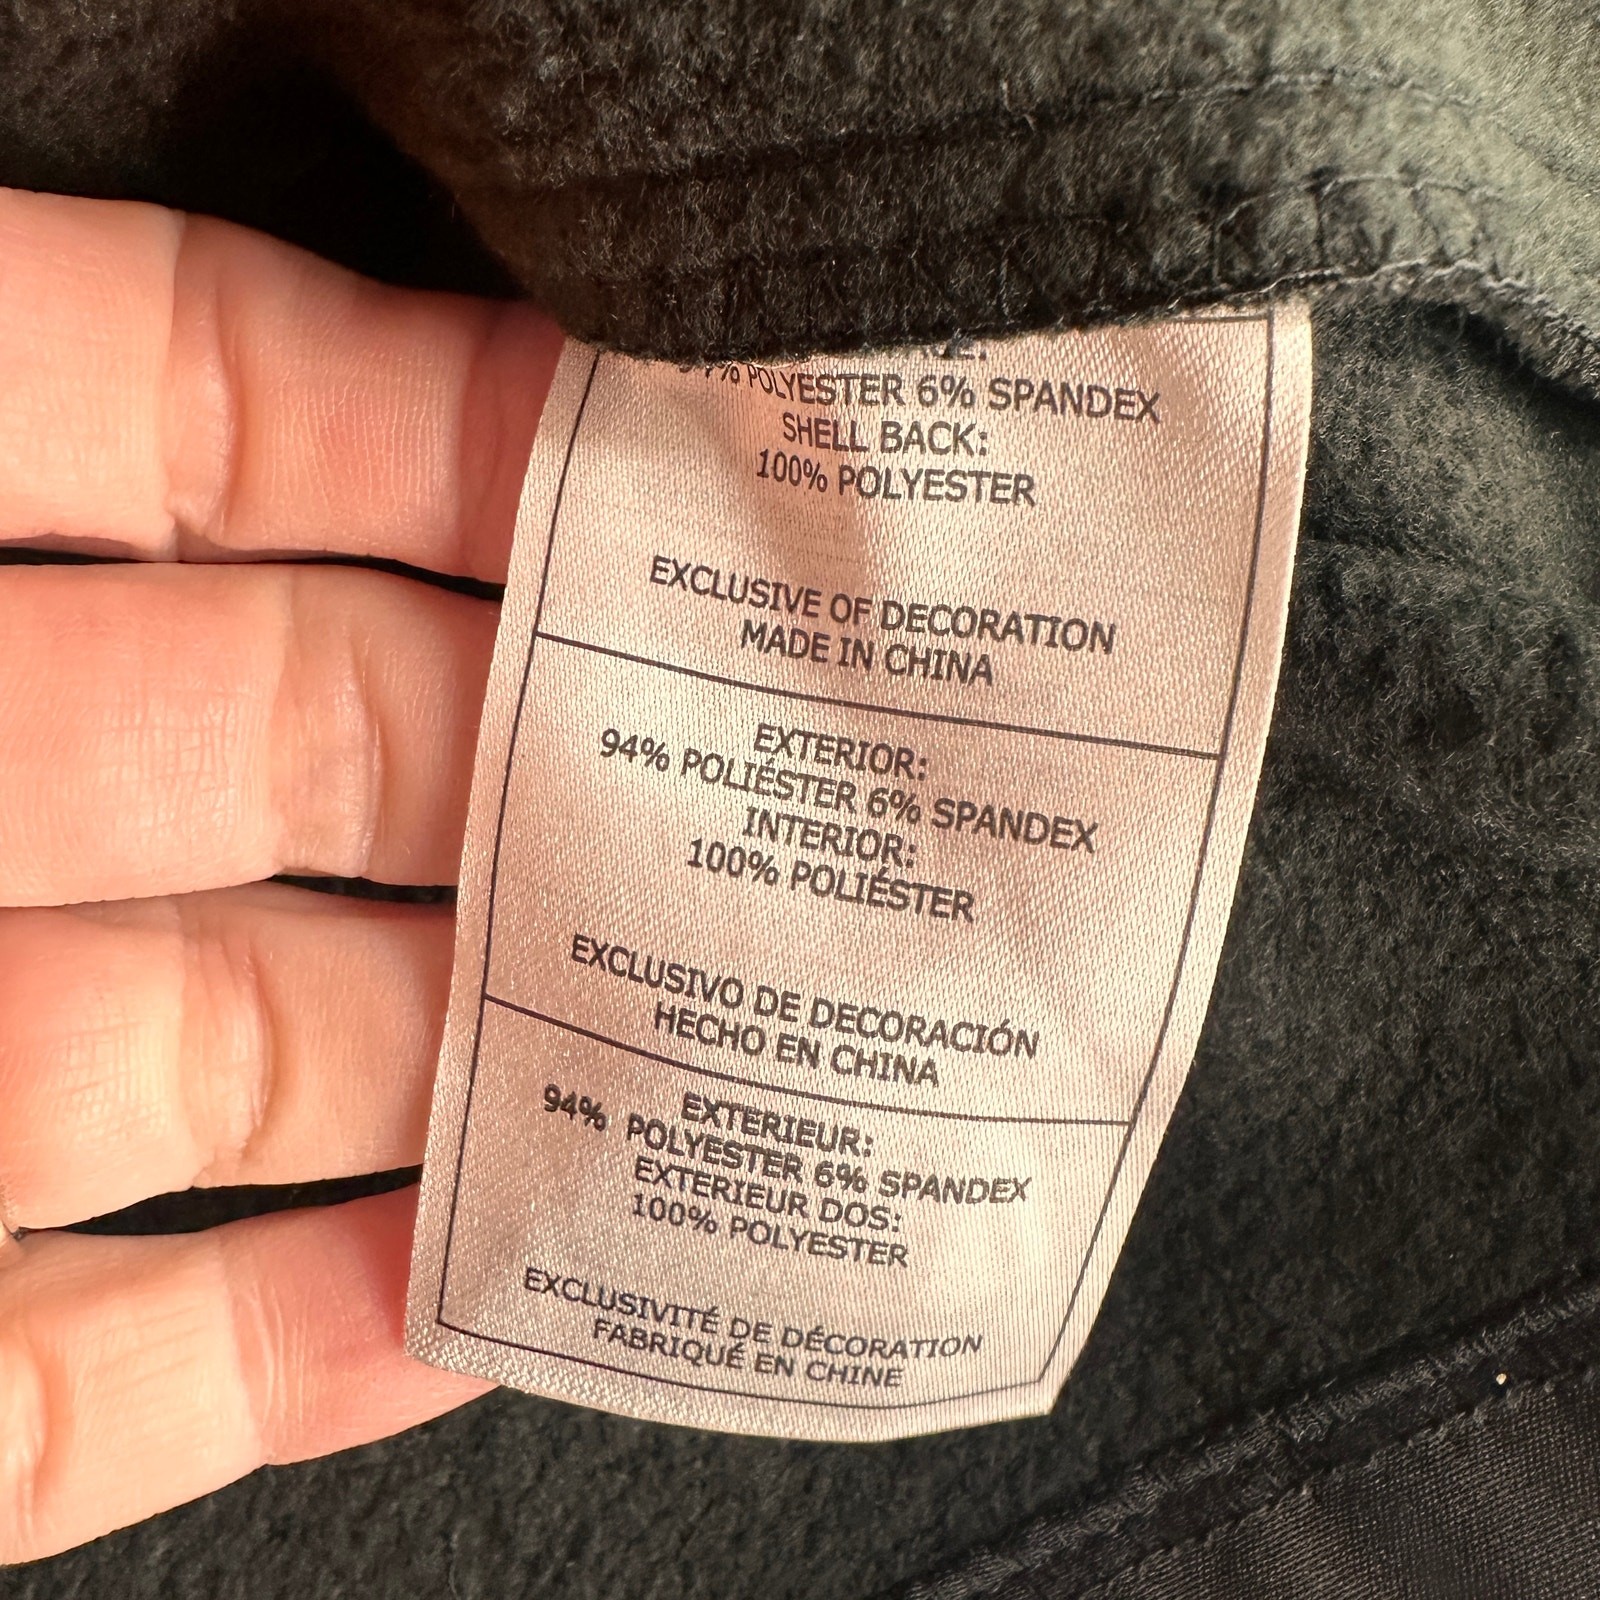 POLYESTER 6% SPANDEX
SHELL BACK:
100% POLYESTER
EXCLUSIVE OF DECORATION
MADE IN CHINA
EXTERIOR:
94% POLIÉSTER 6% SPANDEX
INTERIOR:
100% POLIÉSTER
EXCLUSIVO DE DECORACIÓN
HECHO EN CHINA
EXTERIEUR:
94% POLYESTER 6% SPANDEX
EXTERIEUR DOS:
100% POLYESTER
EXCLUSIVITÉ DE DÉCORATION
FABRIQUÉ EN CHINE